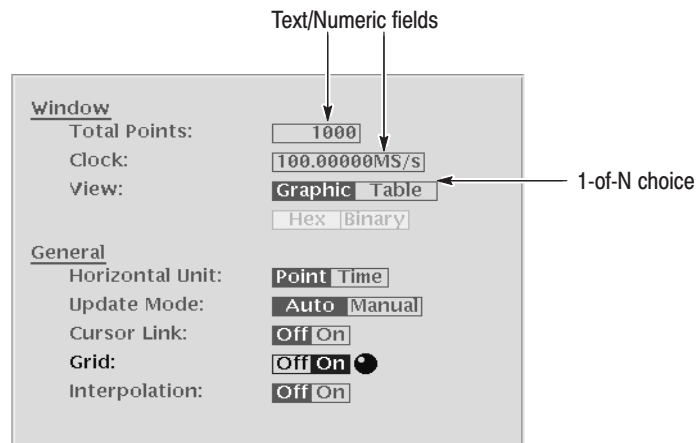 Text/Numeric fields
Window
Total Points: 1000
Clock: 100.00000MS/s
View: Graphic Table
1-of-N choice
Hex Binary
General
Horizontal Unit: Point Time
Update Mode: Auto Manual
Cursor Link: Off On
Grid: Off On
Interpolation: Off On